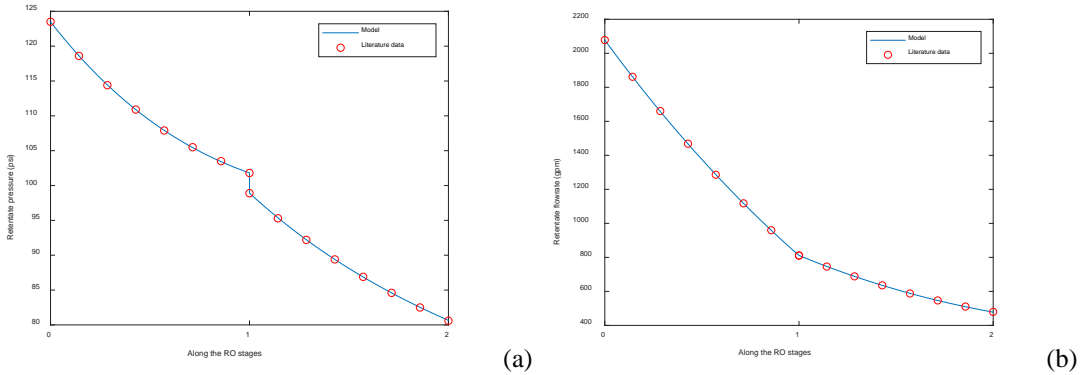 125
120
115
110
105
100
95
90
85
80
0
1
2
Retentate pressure (psi)
Along the RO stages
Model
Literature data
(a)
2200
2000
1800
1600
1400
1200
1000
800
600
400
0
1
2
Retentate flowrate (gpm)
Along the RO stages
Model
Literature data
(b)